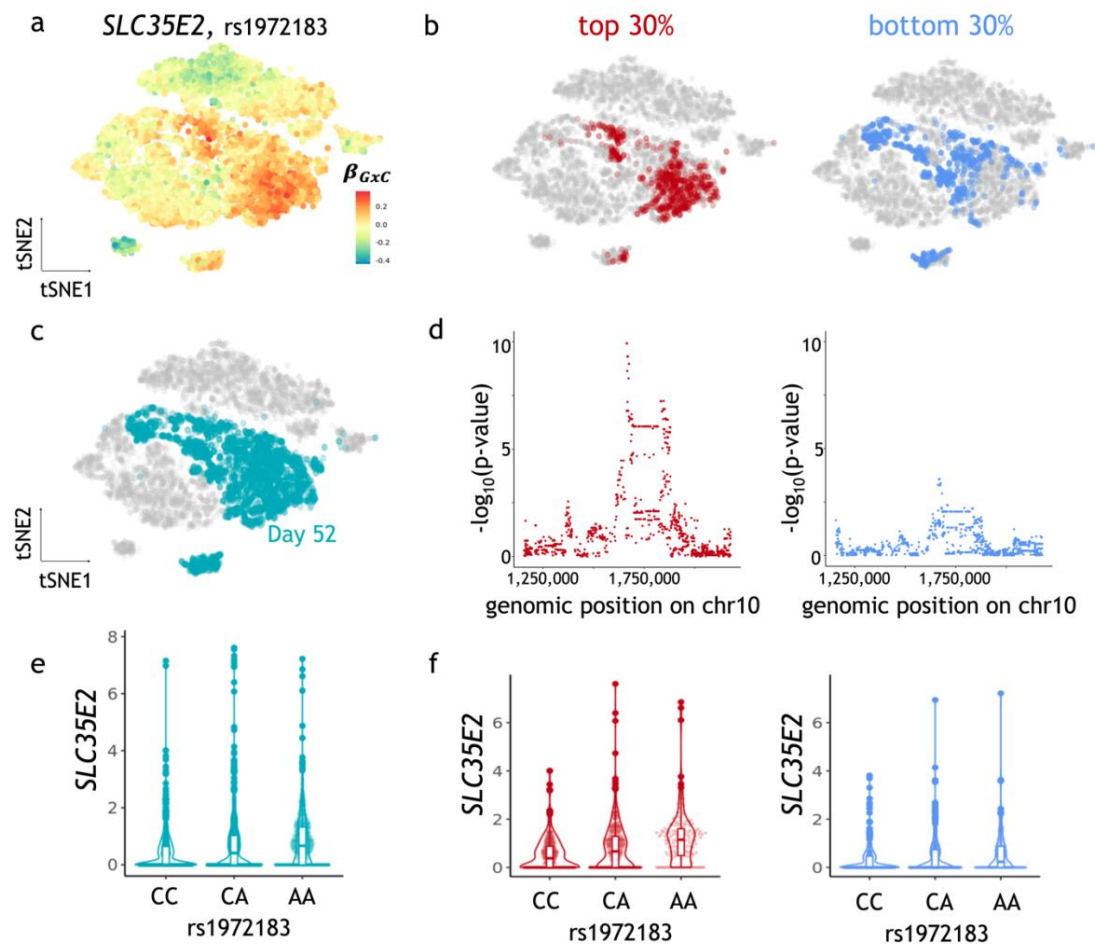 a
SLC35E2, rs1972183
βGxC
0.2
0.0
-0.2
-0.4
tSNE2
tSNE1
b
top 30%
bottom 30%
c
Day 52
tSNE2
tSNE1
d
10
5
0
-log10(p-value)
1,250,000 1,750,000
genomic position on chr10
10
5
0
-log10(p-value)
1,250,000 1,750,000
genomic position on chr10
e
8
6
4
2
0
SLC35E2
CC CA AA
rs1972183
f
6
4
2
0
SLC35E2
CC CA AA
rs1972183
6
4
2
0
SLC35E2
CC CA AA
rs1972183